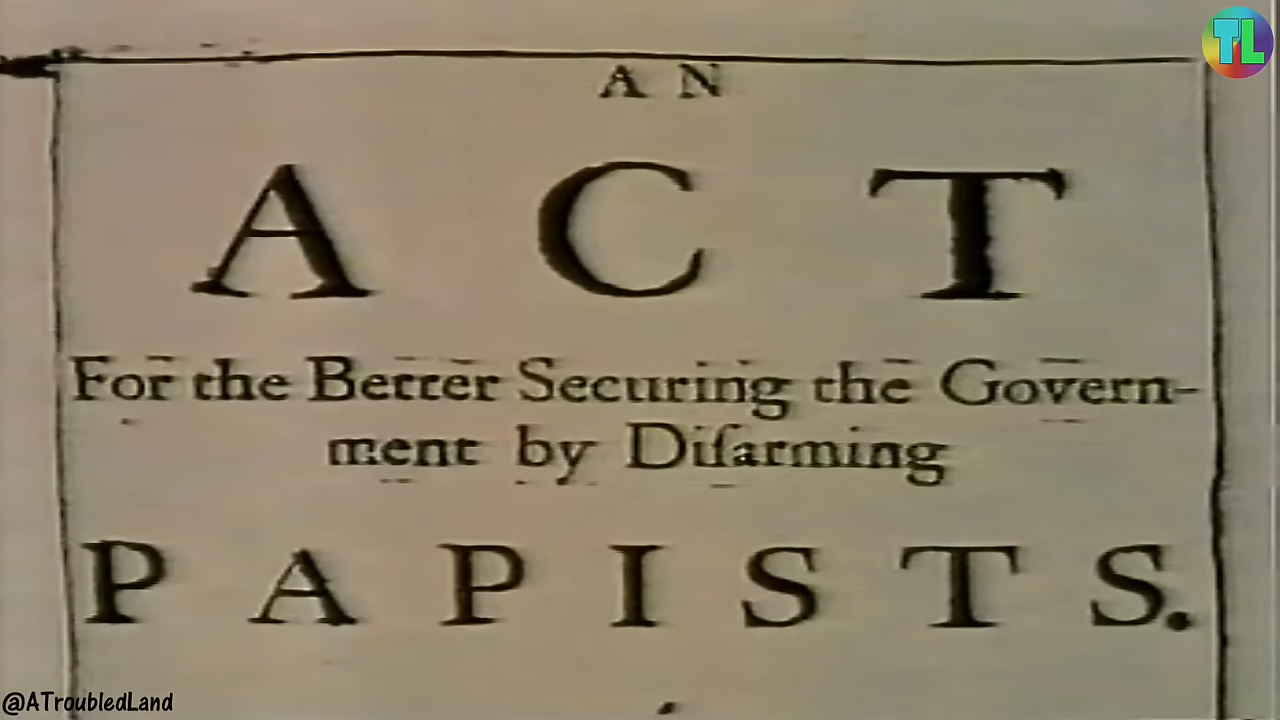 TL
AN
ACT
For the Better Securing the Govern-
ment by Diſarming
PAPISTS.
@ATroubledLand